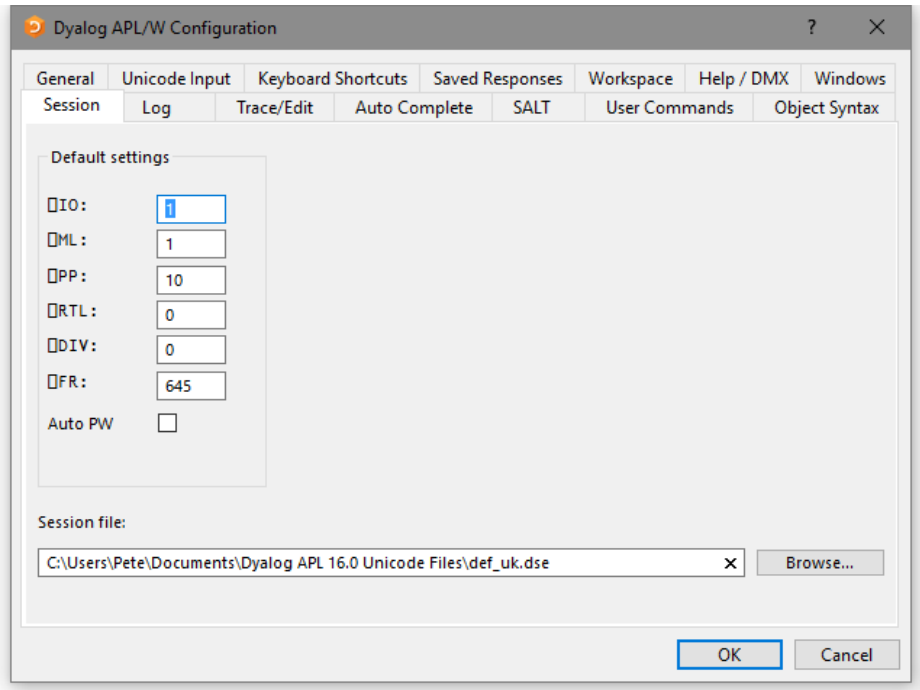 Dyalog APL/W Configuration ? ✕
General Unicode Input Keyboard Shortcuts Saved Responses Workspace Help / DMX Windows
Session Log Trace/Edit Auto Complete SALT User Commands Object Syntax
Default settings
⎕IO: 1
⎕ML: 1
⎕PP: 10
⎕RTL: 0
⎕DIV: 0
⎕FR: 645
Auto PW
Session file:
C:\Users\Pete\Documents\Dyalog APL 16.0 Unicode Files\def_uk.dse ✕ Browse...
OK Cancel